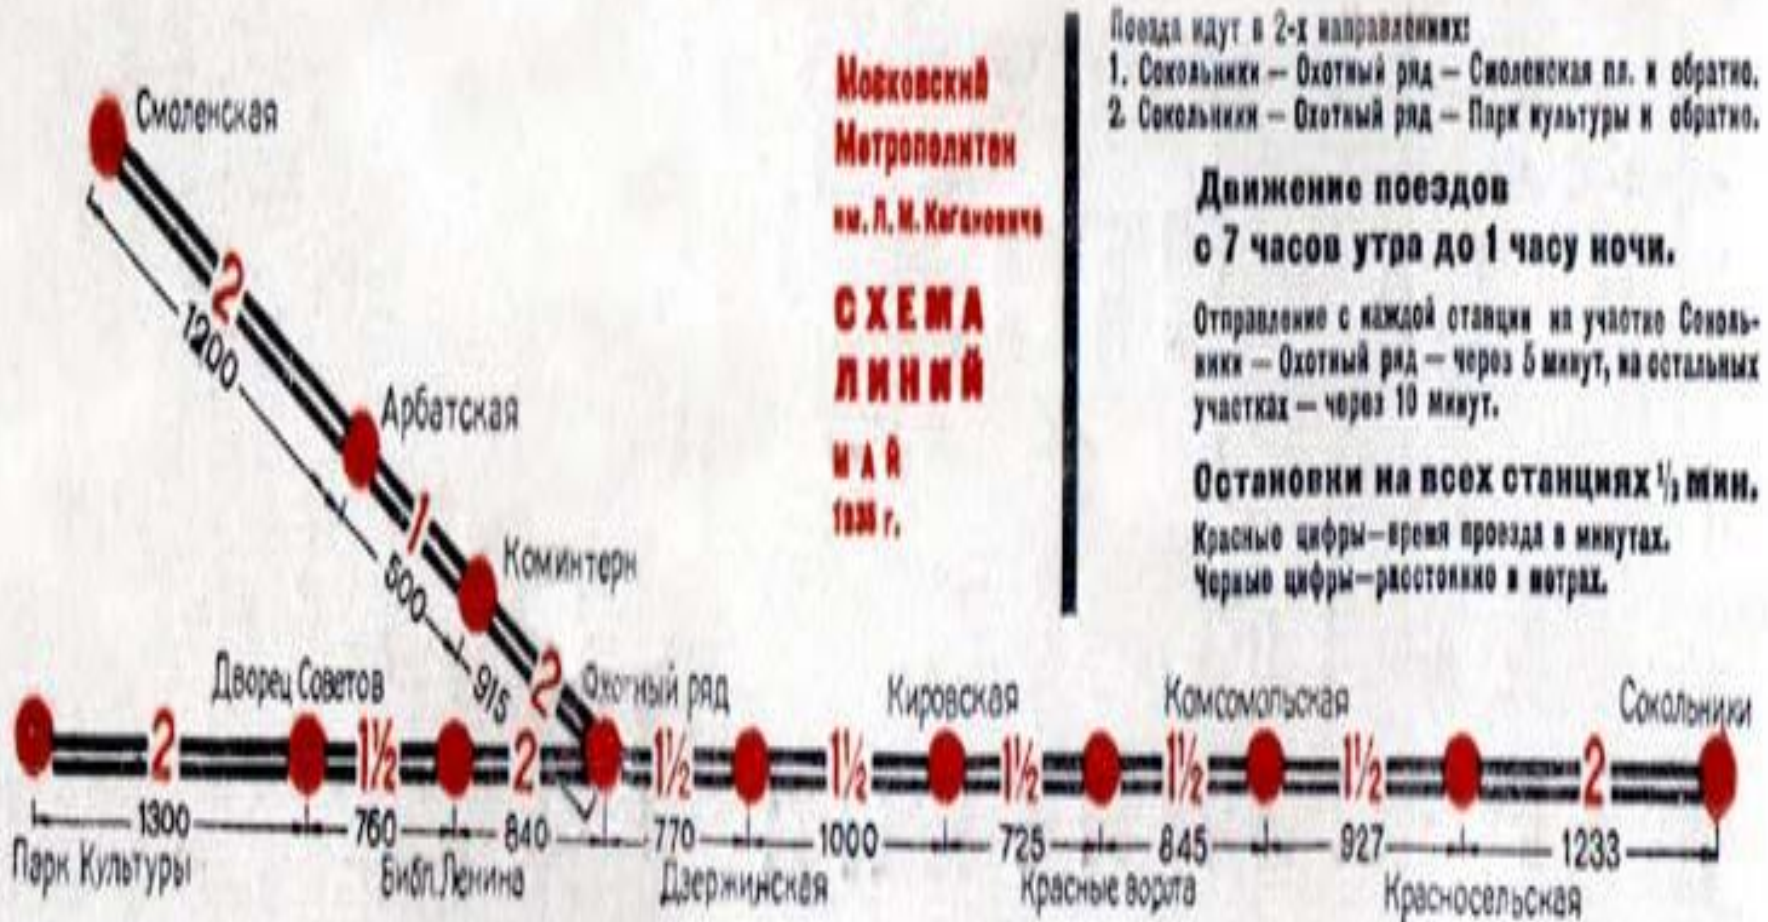 Поезда идут в 2-х направлениях:
1. Сокольники — Охотный ряд — Смоленская пл. и обратно.
2. Сокольники — Охотный ряд — Парк культуры и обратно.
Движение поездов
с 7 часов утра до 1 часу ночи.
Отправление с каждой станции на участке Соколь-
ники — Охотный ряд — через 5 минут, на остальных
участках — через 10 минут.
Остановки на всех станциях ½ мин.
Красные цифры—время проезда в минутах.
Черные цифры—расстояние в метрах.
Московский
Метрополитен
им. Л. М. Кагановича
СХЕМА
ЛИНИЙ
МАЙ
1935 г.
Смоленская
2
1200
Арбатская
1
500
Коминтерн
2
915
Дворец Советов
Охотный ряд
Кировская
Комсомольская
Сокольники
2 1½ 2 1½ 1½ 1½ 1½ 1½ 2
1300 760 840 770 1000 725 845 927 1233
Парк Культуры
Библ. Ленина
Дзержинская
Красные ворота
Красносельская